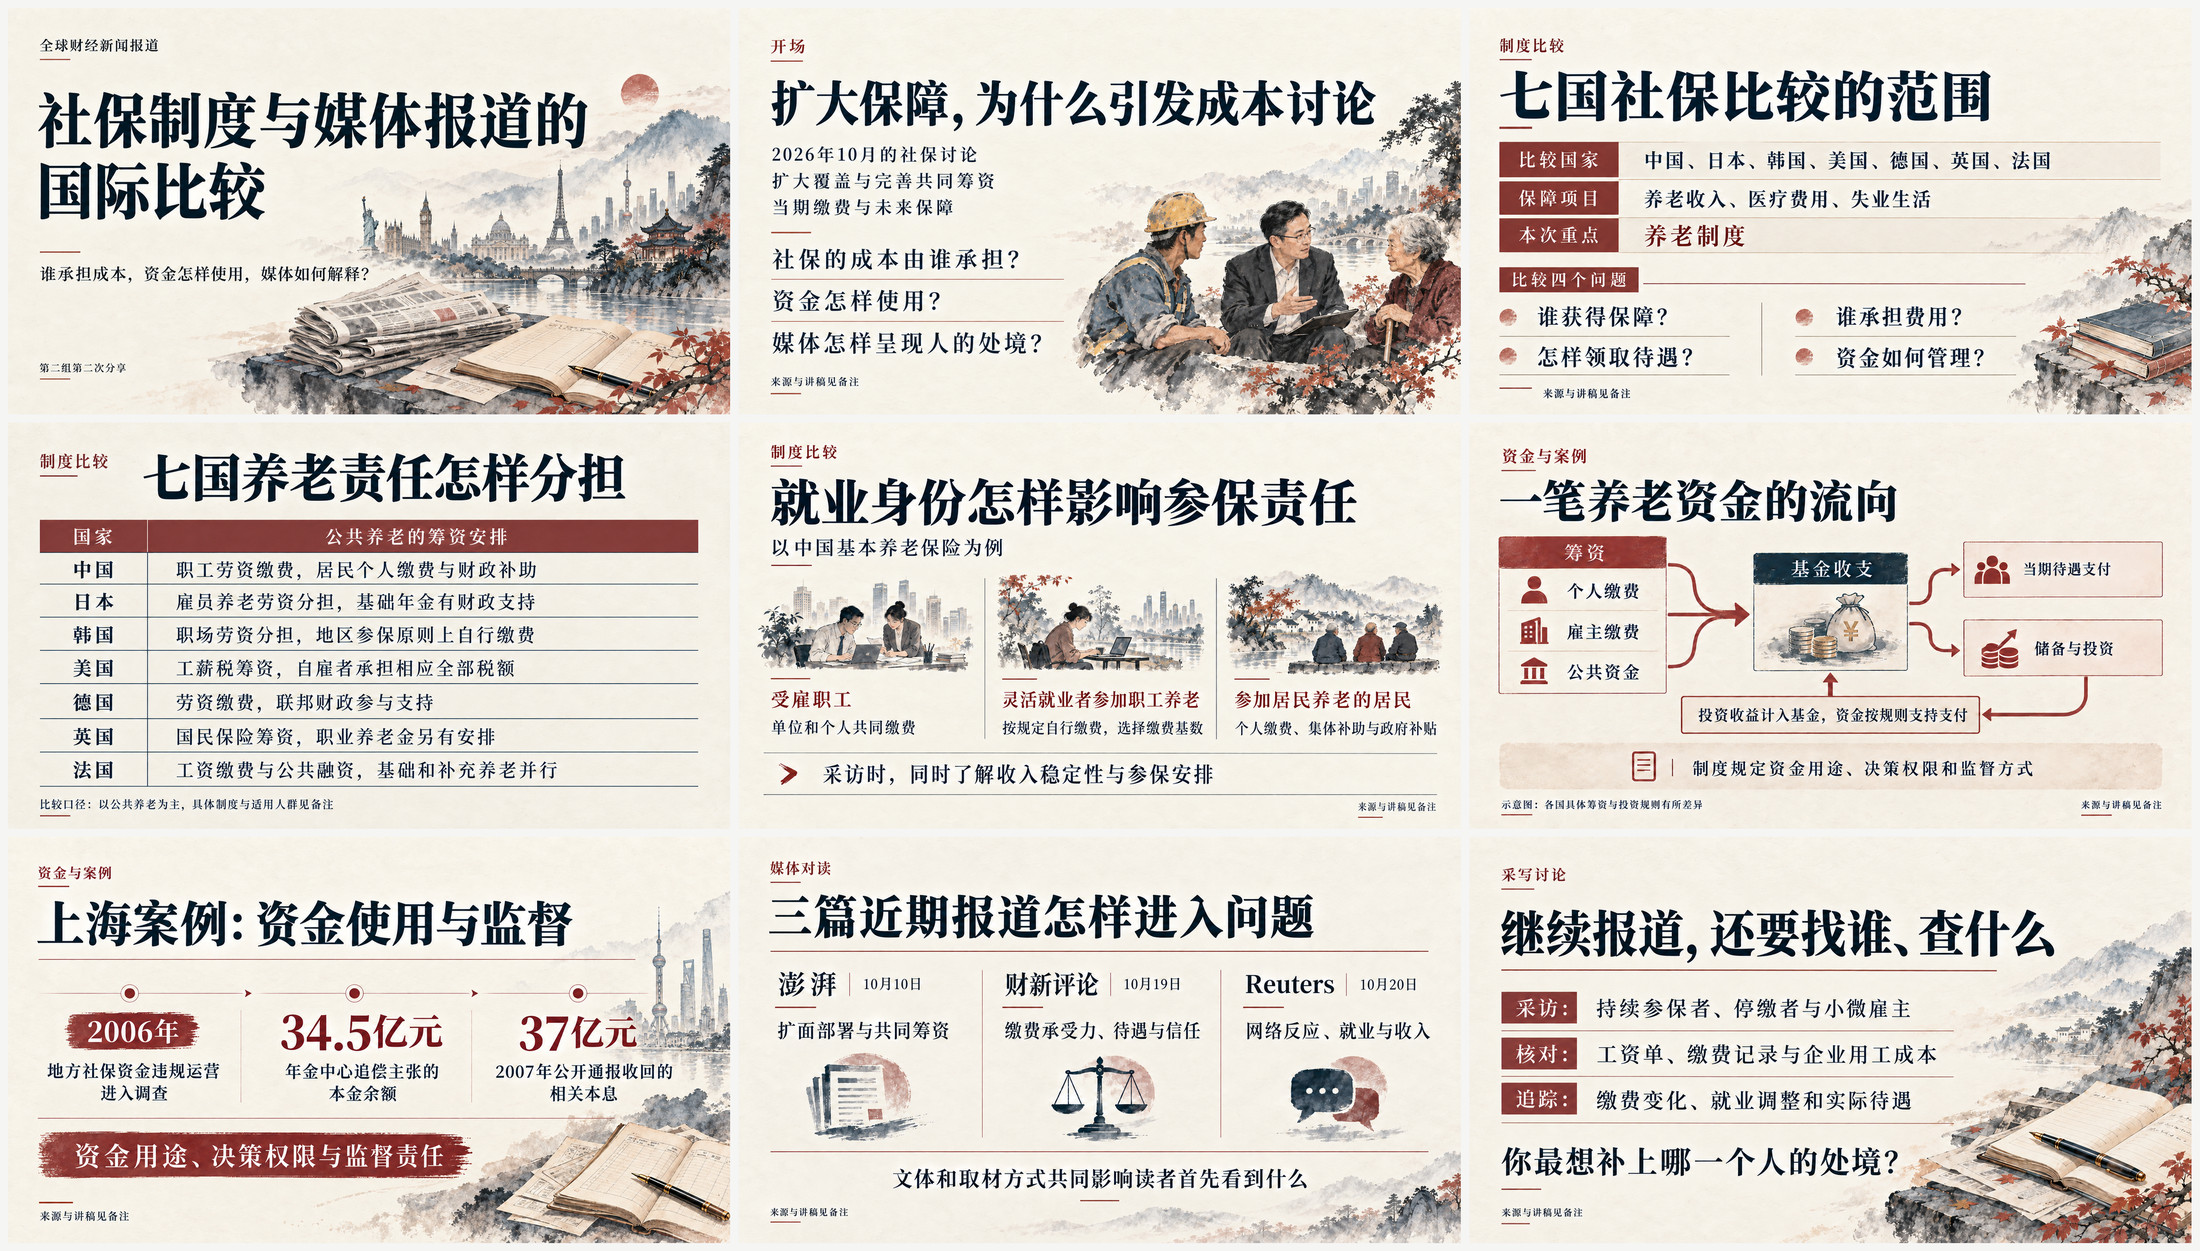 全球财经新闻报道
社保制度与媒体报道的
国际比较
谁承担成本，资金怎样使用，媒体如何解释？
第二组第二次分享
开场
扩大保障，为什么引发成本讨论
2026年10月的社保讨论
扩大覆盖与完善共同筹资
当期缴费与未来保障
社保的成本由谁承担？
资金怎样使用？
媒体怎样呈现人的处境？
来源与讲稿见备注
制度比较
七国社保比较的范围
比较国家 中国、日本、韩国、美国、德国、英国、法国
保障项目 养老收入、医疗费用、失业生活
本次重点 养老制度
比较四个问题
谁获得保障？ 谁承担费用？
怎样领取待遇？ 资金如何管理？
来源与讲稿见备注
制度比较
七国养老责任怎样分担
国家 公共养老的筹资安排
中国 职工劳资缴费，居民个人缴费与财政补助
日本 雇员养老劳资分担，基础年金有财政支持
韩国 职场劳资分担，地区参保原则上自行缴费
美国 工薪税筹资，自雇者承担相应全部税额
德国 劳资缴费，联邦财政参与支持
英国 国民保险筹资，职业养老金另有安排
法国 工资缴费与公共融资，基础和补充养老并行
比较口径：以公共养老为主，具体制度与适用人群见备注
制度比较
就业身份怎样影响参保责任
以中国基本养老保险为例
受雇职工
单位和个人共同缴费
灵活就业者参加职工养老
按规定自行缴费，选择缴费基数
参加居民养老的居民
个人缴费、集体补助与政府补贴
采访时，同时了解收入稳定性与参保安排
来源与讲稿见备注
资金与案例
一笔养老资金的流向
筹资
个人缴费
雇主缴费
公共资金
基金收支
¥
当期待遇支付
储备与投资
投资收益计入基金，资金按规则支持支付
制度规定资金用途、决策权限和监督方式
示意图：各国具体筹资与投资规则有所差异
来源与讲稿见备注
资金与案例
上海案例：资金使用与监督
2006年
地方社保资金违规运营
进入调查
34.5亿元
年金中心追偿主张的
本金余额
37亿元
2007年公开通报收回的
相关本息
资金用途、决策权限与监督责任
来源与讲稿见备注
媒体对读
三篇近期报道怎样进入问题
澎湃 10月10日
扩面部署与共同筹资
财新评论 10月19日
缴费承受力、待遇与信任
Reuters 10月20日
网络反应、就业与收入
文体和取材方式共同影响读者首先看到什么
来源与讲稿见备注
采写讨论
继续报道，还要找谁、查什么
采访： 持续参保者、停缴者与小微雇主
核对： 工资单、缴费记录与企业用工成本
追踪： 缴费变化、就业调整和实际待遇
你最想补上哪一个人的处境？
来源与讲稿见备注